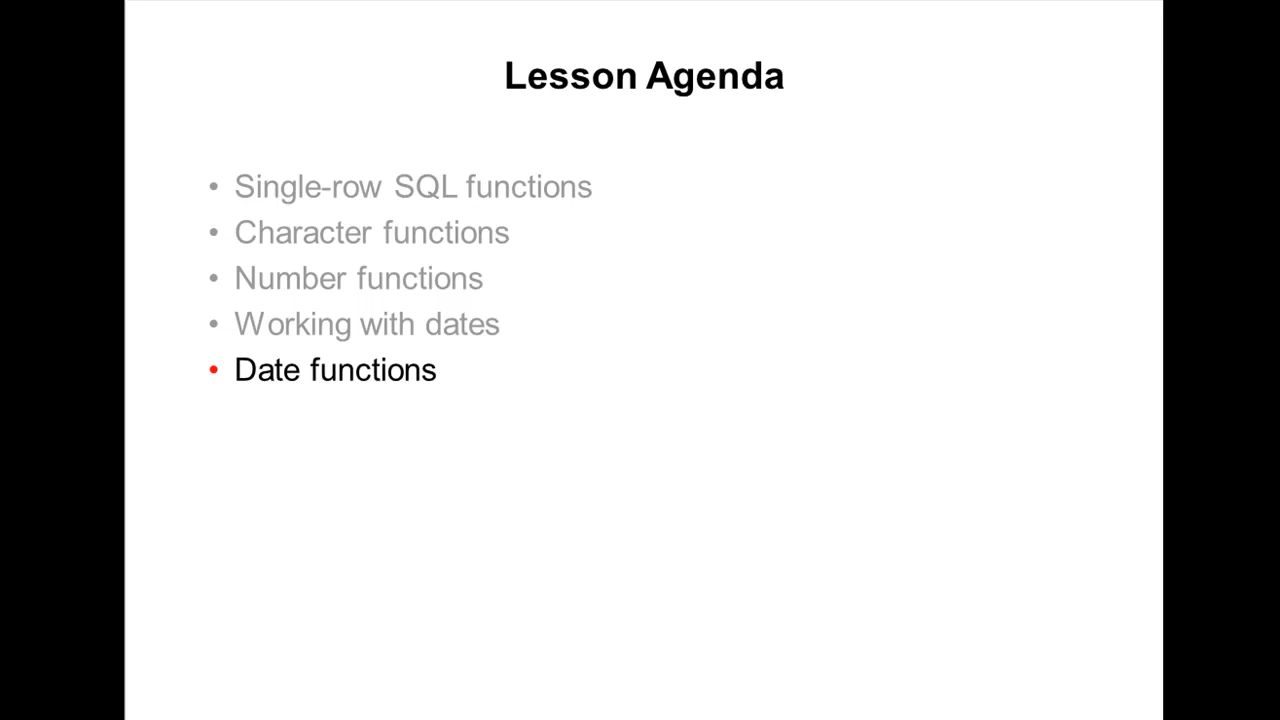 Lesson Agenda
• Single-row SQL functions
• Character functions
• Number functions
• Working with dates
• Date functions